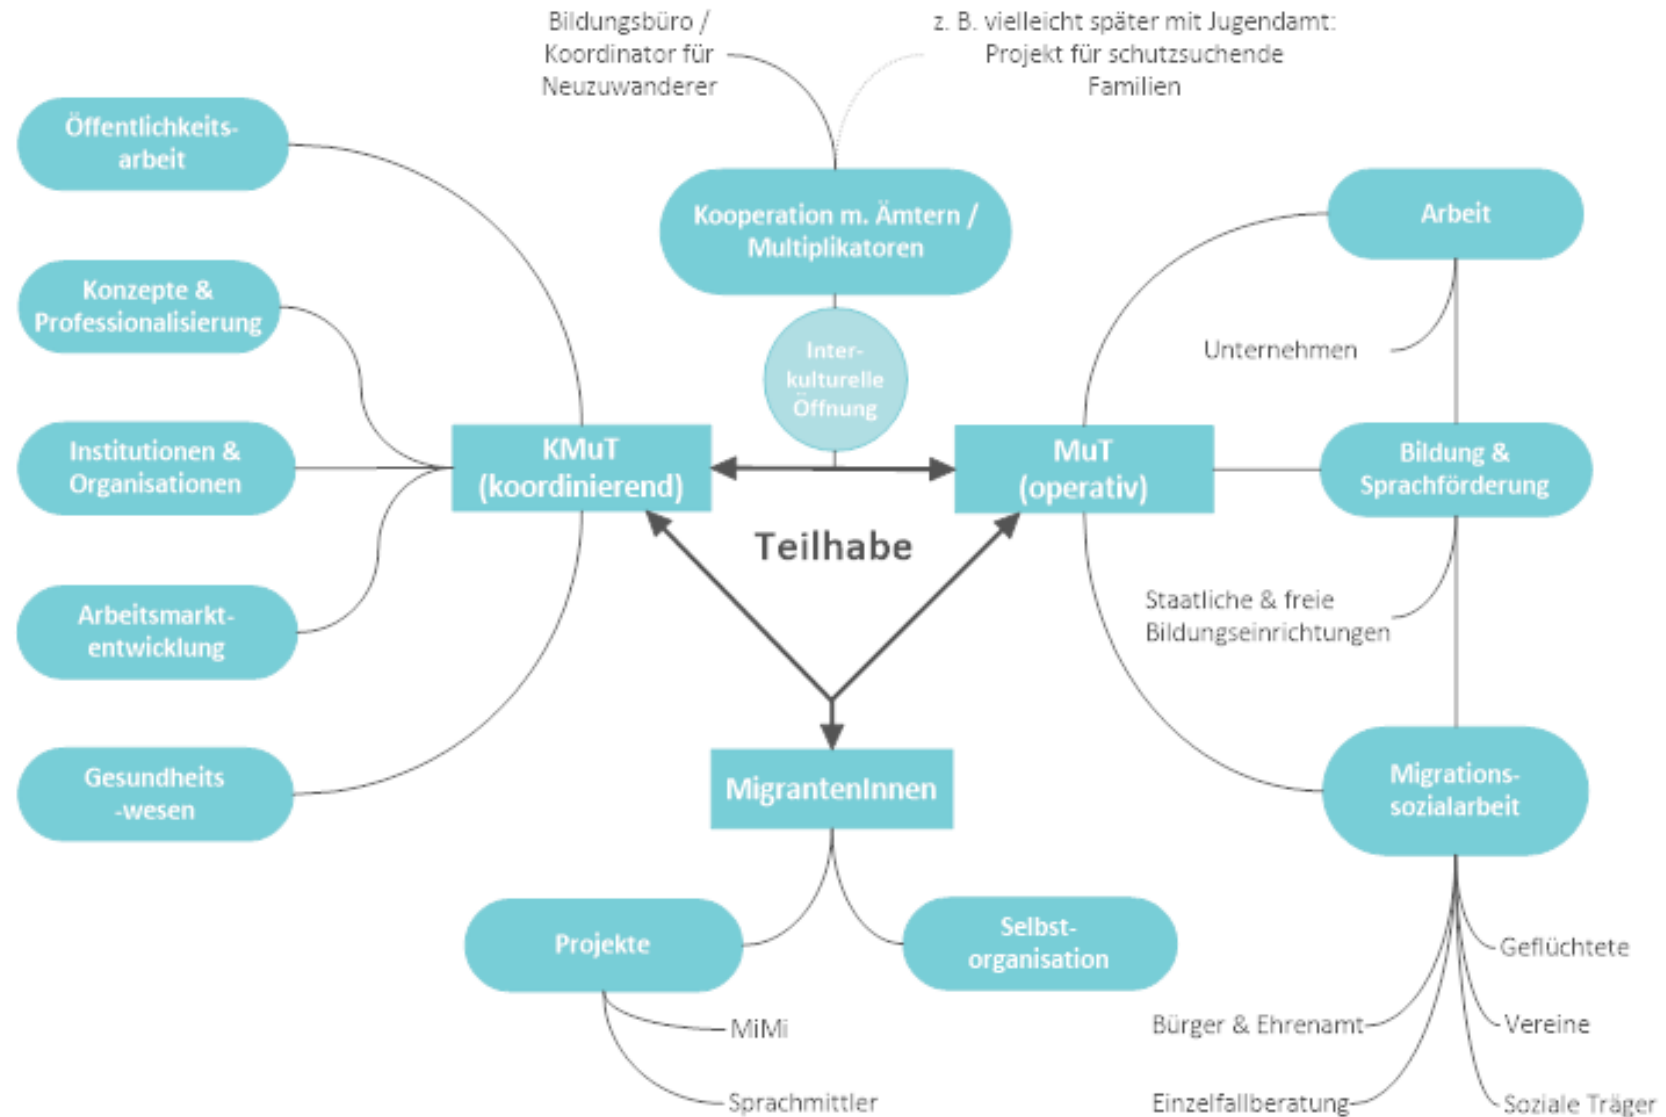 Bildungsbüro /
Koordinator für
Neuzuwanderer
z. B. vielleicht später mit Jugendamt:
Projekt für schutzsuchende
Familien
Öffentlichkeits-
arbeit
Kooperation m. Ämtern /
Multiplikatoren
Arbeit
Konzepte &
Professionalisierung
Inter-
kulturelle
Öffnung
Unternehmen
Institutionen &
Organisationen
KMuT
(koordinierend)
MuT
(operativ)
Bildung &
Sprachförderung
Teilhabe
Arbeitsmarkt-
entwicklung
Staatliche & freie
Bildungseinrichtungen
Gesundheits
-wesen
MigrantenInnen
Migrations-
sozialarbeit
Projekte
Selbst-
organisation
Geflüchtete
MiMi
Bürger & Ehrenamt
Vereine
Sprachmittler
Einzelfallberatung
Soziale Träger